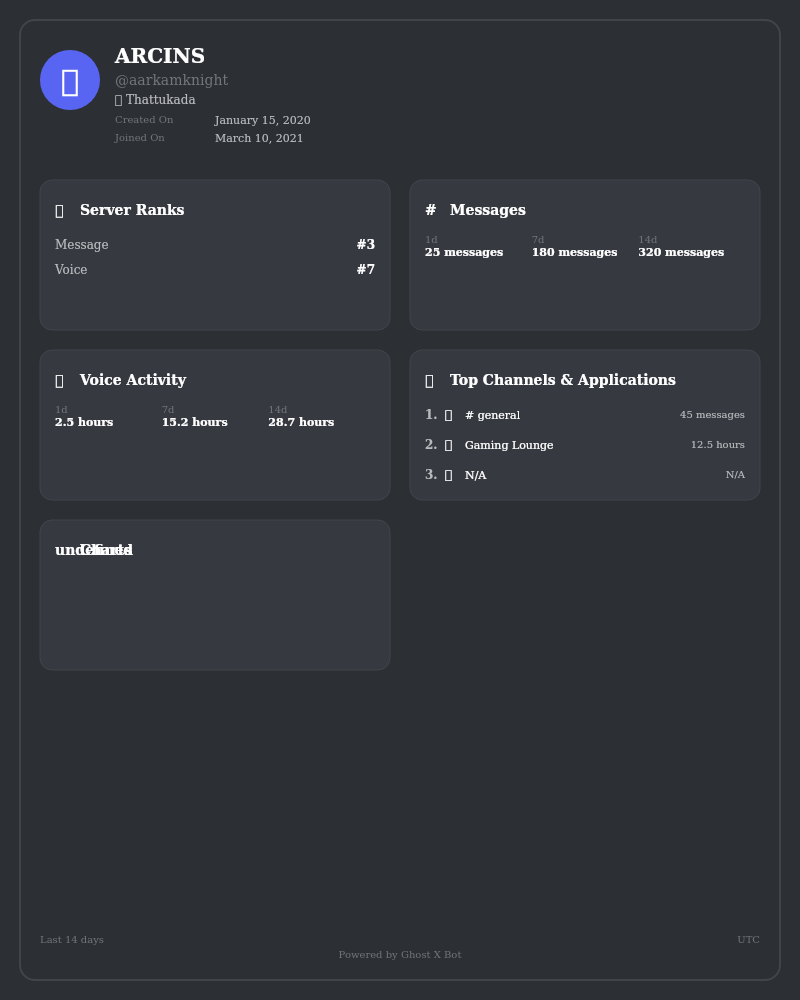 ARCINS
@aarkamknight
Thattukada
Created On January 15, 2020
Joined On March 10, 2021
Server Ranks
Message #3
Voice #7
# Messages
1d 7d 14d
25 messages 180 messages 320 messages
Voice Activity
1d 7d 14d
2.5 hours 15.2 hours 28.7 hours
Top Channels & Applications
1. # general 45 messages
2. Gaming Lounge 12.5 hours
3. N/A N/A
undefined Charts
Last 14 days UTC
Powered by Ghost X Bot